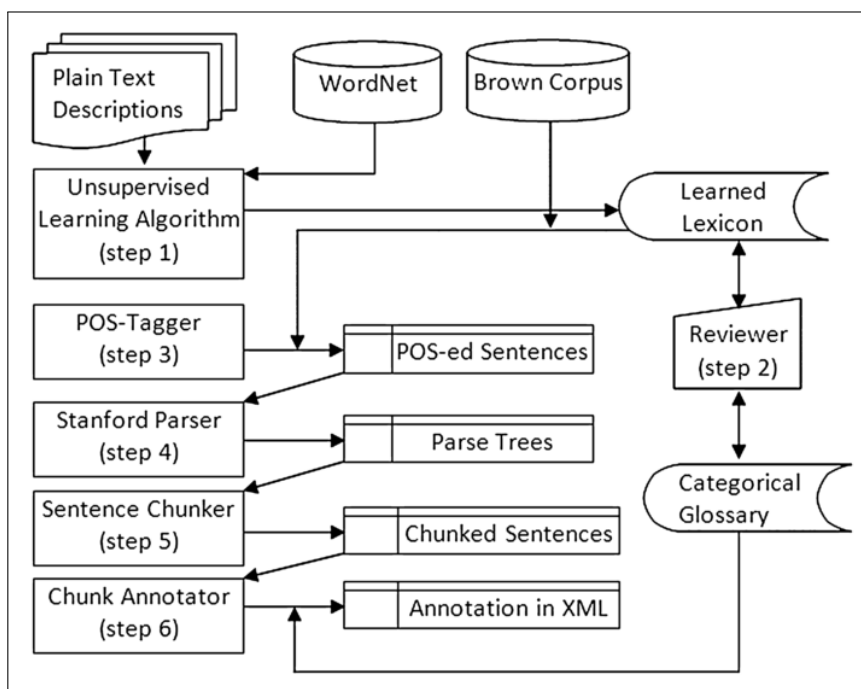 Plain Text
Descriptions
WordNet
Brown Corpus
Unsupervised
Learning Algorithm
(step 1)
Learned
Lexicon
POS-Tagger
(step 3)
POS-ed Sentences
Reviewer
(step 2)
Stanford Parser
(step 4)
Parse Trees
Sentence Chunker
(step 5)
Chunked Sentences
Categorical
Glossary
Chunk Annotator
(step 6)
Annotation in XML